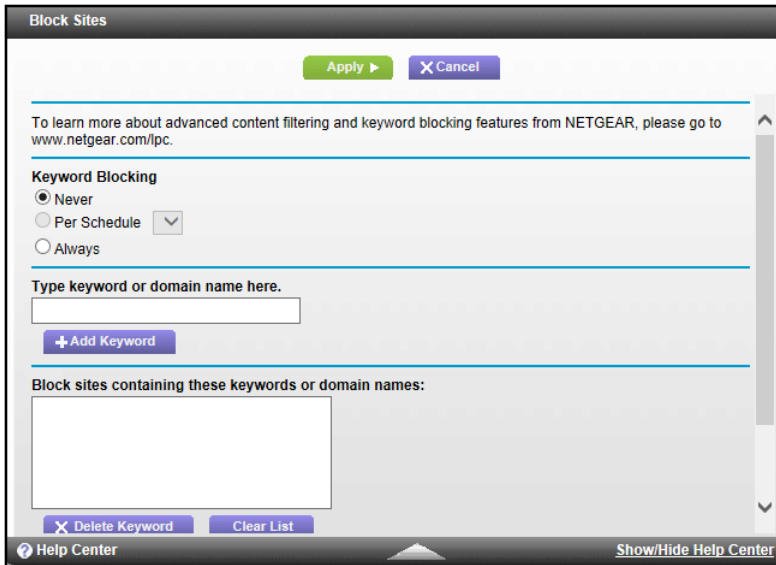 Block Sites
Apply
Cancel
To learn more about advanced content filtering and keyword blocking features from NETGEAR, please go to
www.netgear.com/lpc.
Keyword Blocking
Never
Per Schedule
Always
Type keyword or domain name here.
Add Keyword
Block sites containing these keywords or domain names:
Delete Keyword
Clear List
Help Center
Show/Hide Help Center